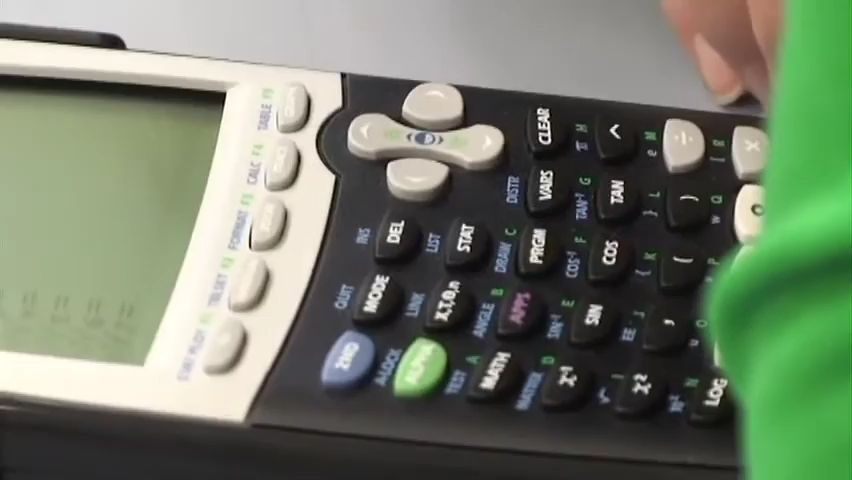 TABLE F5
CALC F4
FORMAT F3
TBLSET F2
STAT PLOT F1
2ND
A-LOCK
ALPHA
QUIT
MODE
LINK
X,T,Θ,n
INS
DEL
LIST
STAT
TEST A
MATH
ANGLE B
APPS
DRAW C
PRGM
DISTR
VARS
CLEAR
MATRIX D
x⁻¹
SIN⁻¹ E
SIN
COS⁻¹ F
COS
TAN⁻¹ G
TAN
π H
^
x²
EE J
,
{ K
(
} L
)
e M
÷
N
LOG
P
w Q
[ R
×